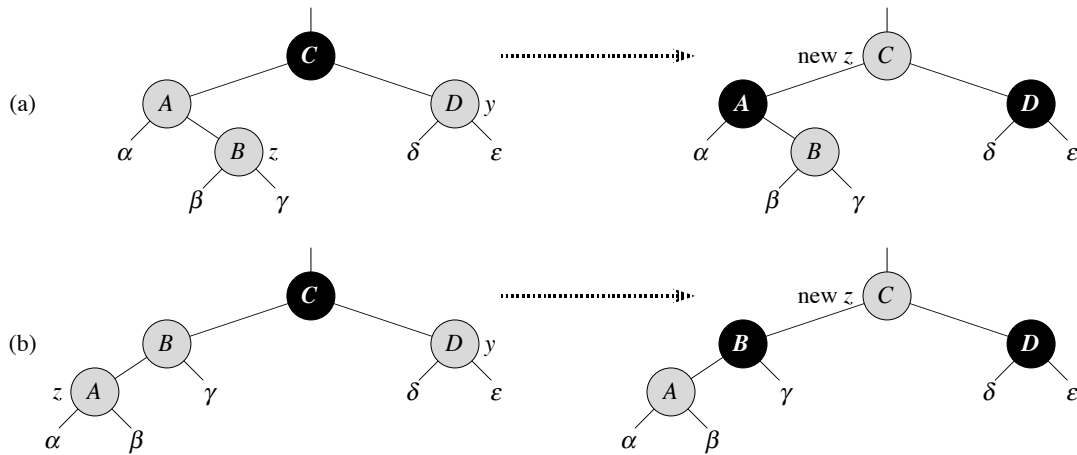 C new z C
(a) A D y A D
α B z δ ε α B δ ε
β γ β γ
C new z C
(b) B D y B D
z A γ δ ε A γ δ ε
α β α β